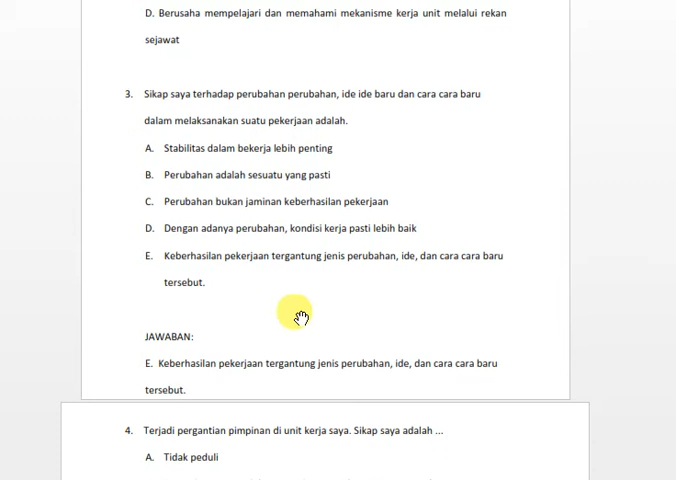 D. Berusaha mempelajari dan memahami mekanisme kerja unit melalui rekan
sejawat
3. Sikap saya terhadap perubahan perubahan, ide ide baru dan cara cara baru
dalam melaksanakan suatu pekerjaan adalah.
A. Stabilitas dalam bekerja lebih penting
B. Perubahan adalah sesuatu yang pasti
C. Perubahan bukan jaminan keberhasilan pekerjaan
D. Dengan adanya perubahan, kondisi kerja pasti lebih baik
E. Keberhasilan pekerjaan tergantung jenis perubahan, ide, dan cara cara baru
tersebut.
JAWABAN:
E. Keberhasilan pekerjaan tergantung jenis perubahan, ide, dan cara cara baru
tersebut.
4. Terjadi pergantian pimpinan di unit kerja saya. Sikap saya adalah ...
A. Tidak peduli